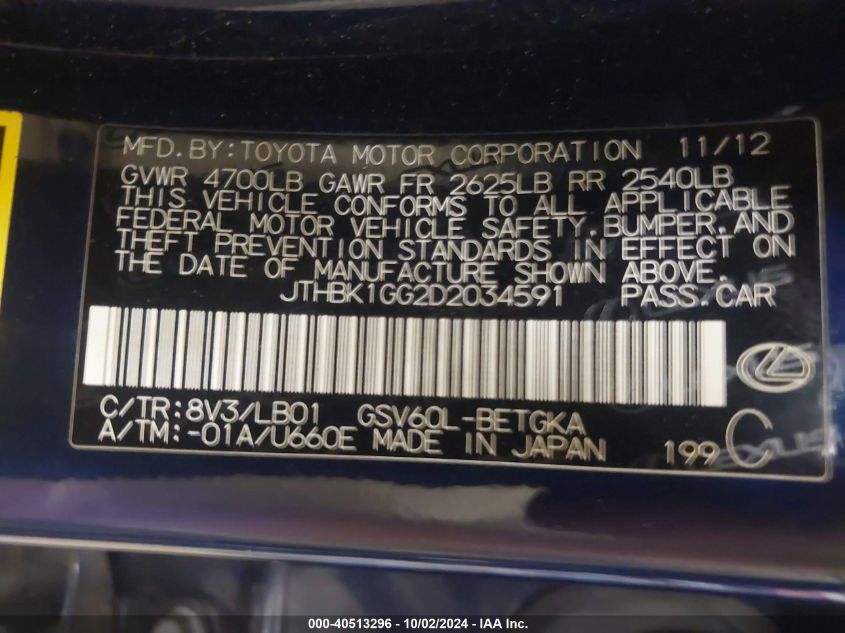 MFD.BY:TOYOTA MOTOR CORPORATION 11/12
GVWR 4700LB GAWR FR 2625LB RR 2540LB
THIS VEHICLE CONFORMS TO ALL APPLICABLE
FEDERAL MOTOR VEHICLE SAFETY,BUMPER,AND
THEFT PREVENTION STANDARDS IN EFFECT ON
THE DATE OF MANUFACTURE SHOWN ABOVE.
JTHBK1GG2D2034591 PASS.CAR
C/TR:8V3/LB01 GSV60L-BETGKA
A/TM:-01A/U660E MADE IN JAPAN 199 C
000-40513296 - 10/02/2024 - IAA Inc.